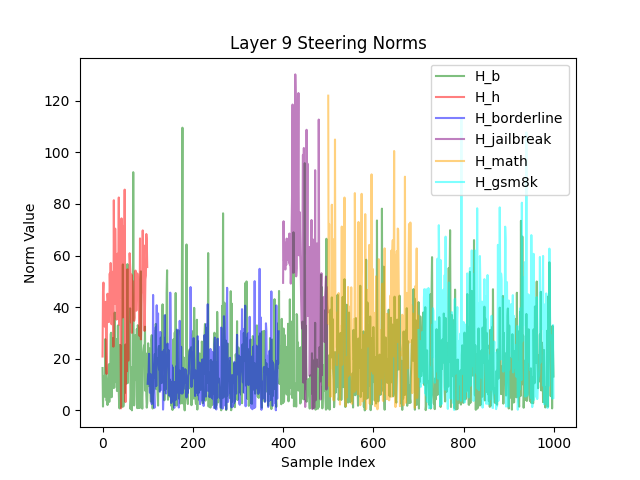 Layer 9 Steering Norms
Norm Value
120
100
80
60
40
20
0
0
200
400
600
800
1000
Sample Index
H_b
H_h
H_borderline
H_jailbreak
H_math
H_gsm8k